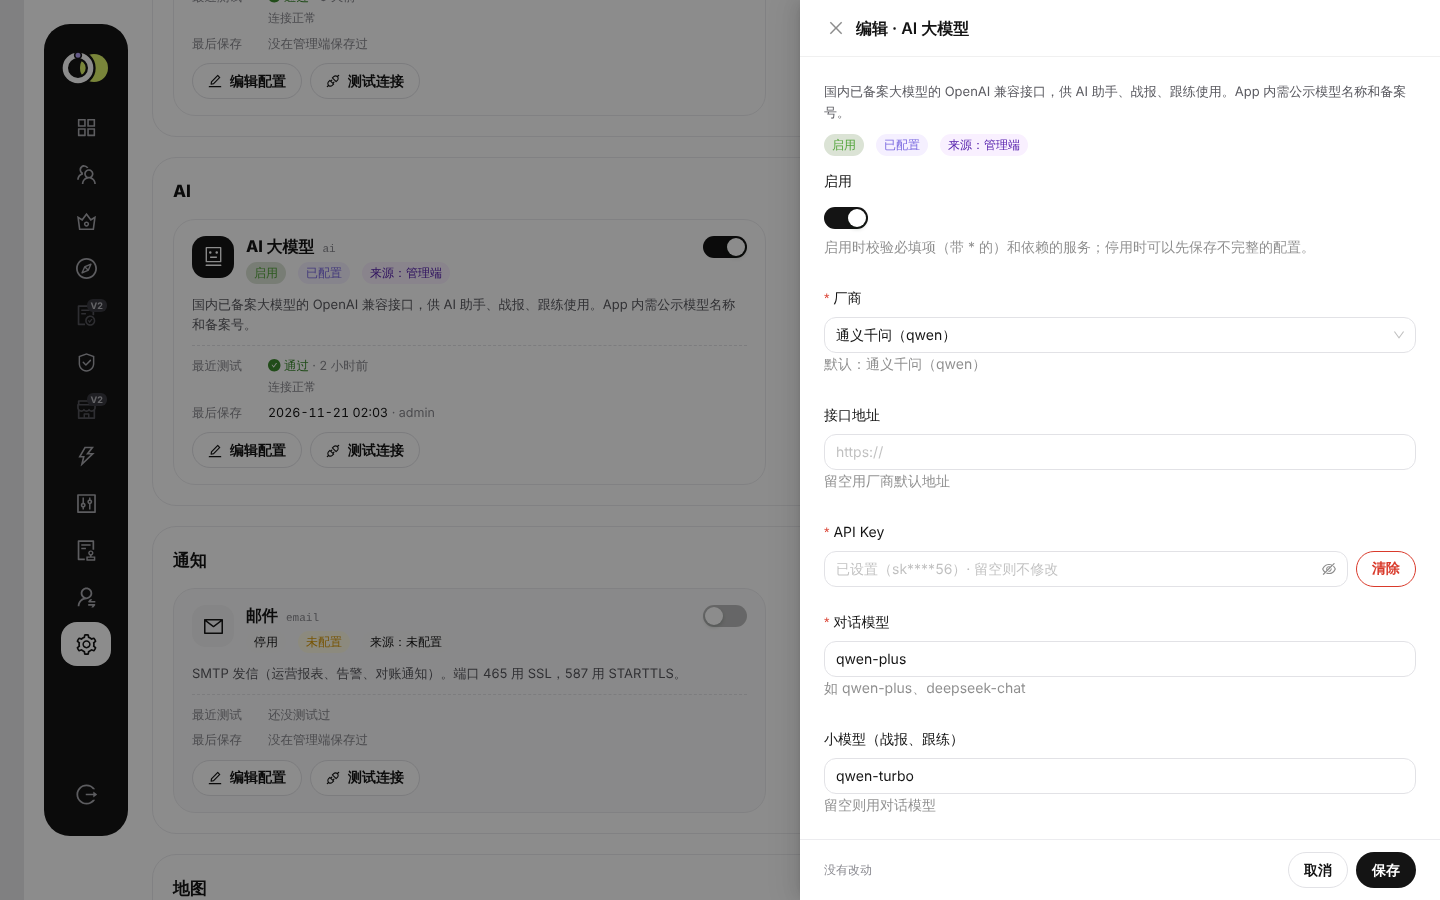 连接正常
最后保存 没在管理端保存过
编辑配置 测试连接
V2
V2
AI
AI 大模型 ai
启用 已配置 来源：管理端
国内已备案大模型的 OpenAI 兼容接口，供 AI 助手、战报、跟练使用。App 内需公示模型名称
和备案号。
最近测试 通过 · 2 小时前
连接正常
最后保存 2026-11-21 02:03 · admin
编辑配置 测试连接
通知
邮件 email
停用 未配置 来源：未配置
SMTP 发信（运营报表、告警、对账通知）。端口 465 用 SSL，587 用 STARTTLS。
最近测试 还没测试过
最后保存 没在管理端保存过
编辑配置 测试连接
地图
编辑 · AI 大模型
国内已备案大模型的 OpenAI 兼容接口，供 AI 助手、战报、跟练使用。App 内需公示模型名称和备案
号。
启用 已配置 来源：管理端
启用
启用时校验必填项（带 * 的）和依赖的服务；停用时可以先保存不完整的配置。
* 厂商
通义千问（qwen）
默认：通义千问（qwen）
接口地址
https://
留空用厂商默认地址
* API Key
已设置（sk****56）· 留空则不修改 清除
* 对话模型
qwen-plus
如 qwen-plus、deepseek-chat
小模型（战报、跟练）
qwen-turbo
留空则用对话模型
没有改动 取消 保存